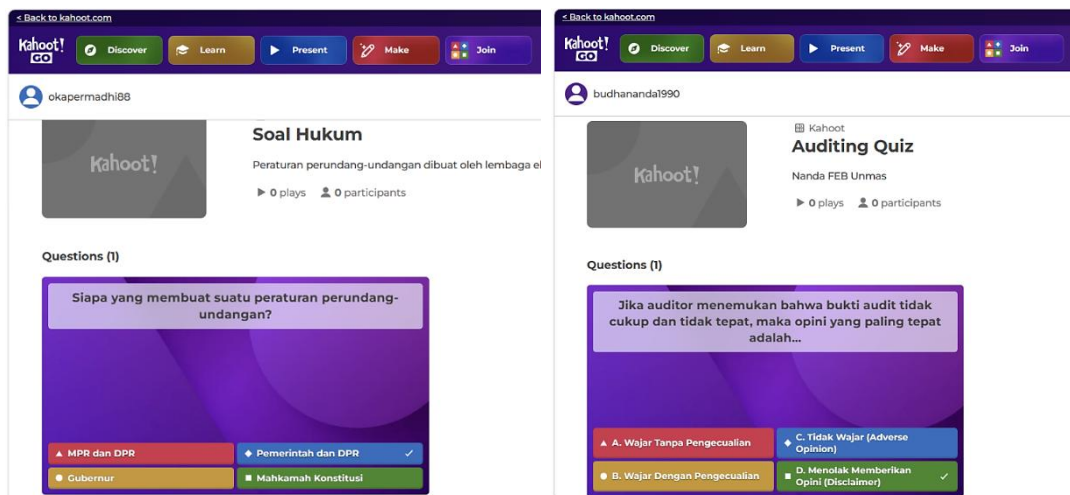 < Back to kahoot.com
Kahoot!
GO
Discover
Learn
Present
Make
Join
okapermadhi88
Kahoot!
Soal Hukum
Peraturan perundang-undangan dibuat oleh lembaga el
0 plays 0 participants
Questions (1)
Siapa yang membuat suatu peraturan perundang-
undangan?
MPR dan DPR
Pemerintah dan DPR
Gubernur
Mahkamah Konstitusi
< Back to kahoot.com
Kahoot!
GO
Discover
Learn
Present
Make
Join
budhananda1990
Kahoot!
Kahoot
Auditing Quiz
Nanda FEB Unmas
0 plays 0 participants
Questions (1)
Jika auditor menemukan bahwa bukti audit tidak
cukup dan tidak tepat, maka opini yang paling tepat
adalah...
A. Wajar Tanpa Pengecualian
C. Tidak Wajar (Adverse
Opinion)
B. Wajar Dengan Pengecualian
D. Menolak Memberikan
Opini (Disclaimer)